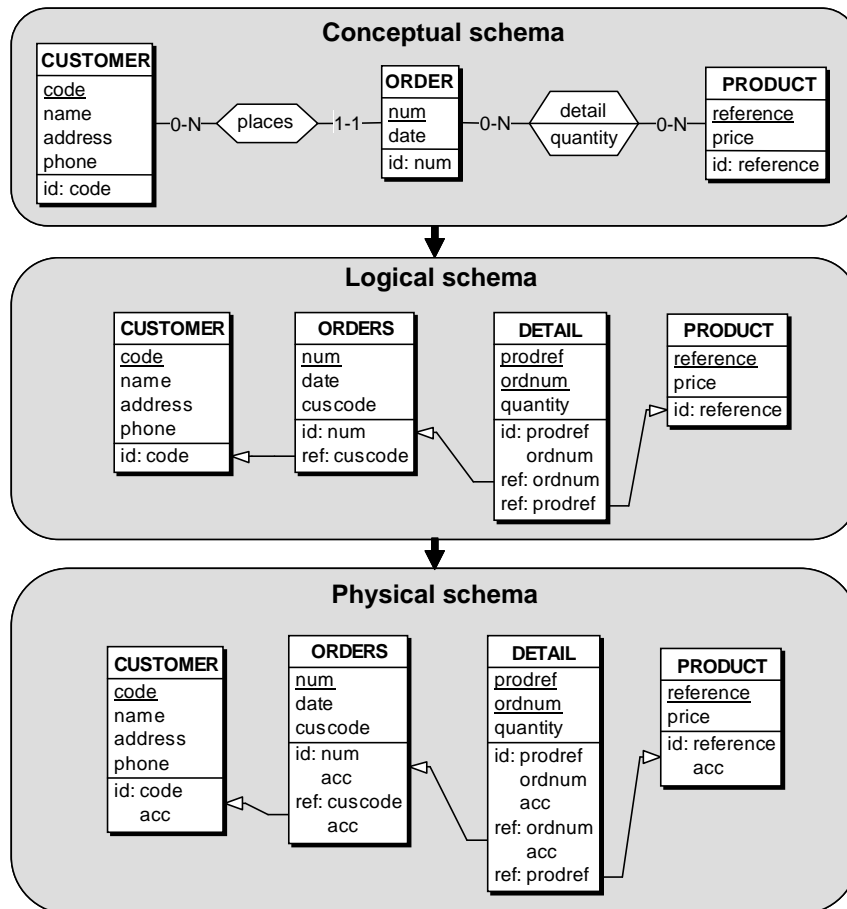 Conceptual schema
CUSTOMER
code
name
address
phone
id: code
0-N
places
1-1
ORDER
num
date
id: num
0-N
detail
quantity
0-N
PRODUCT
reference
price
id: reference
Logical schema
CUSTOMER
code
name
address
phone
id: code
ORDERS
num
date
cuscode
id: num
ref: cuscode
DETAIL
prodref
ordnum
quantity
id: prodref
ordnum
ref: ordnum
ref: prodref
PRODUCT
reference
price
id: reference
Physical schema
CUSTOMER
code
name
address
phone
id: code
acc
ORDERS
num
date
cuscode
id: num
acc
ref: cuscode
acc
DETAIL
prodref
ordnum
quantity
id: prodref
ordnum
acc
ref: ordnum
acc
ref: prodref
PRODUCT
reference
price
id: reference
acc